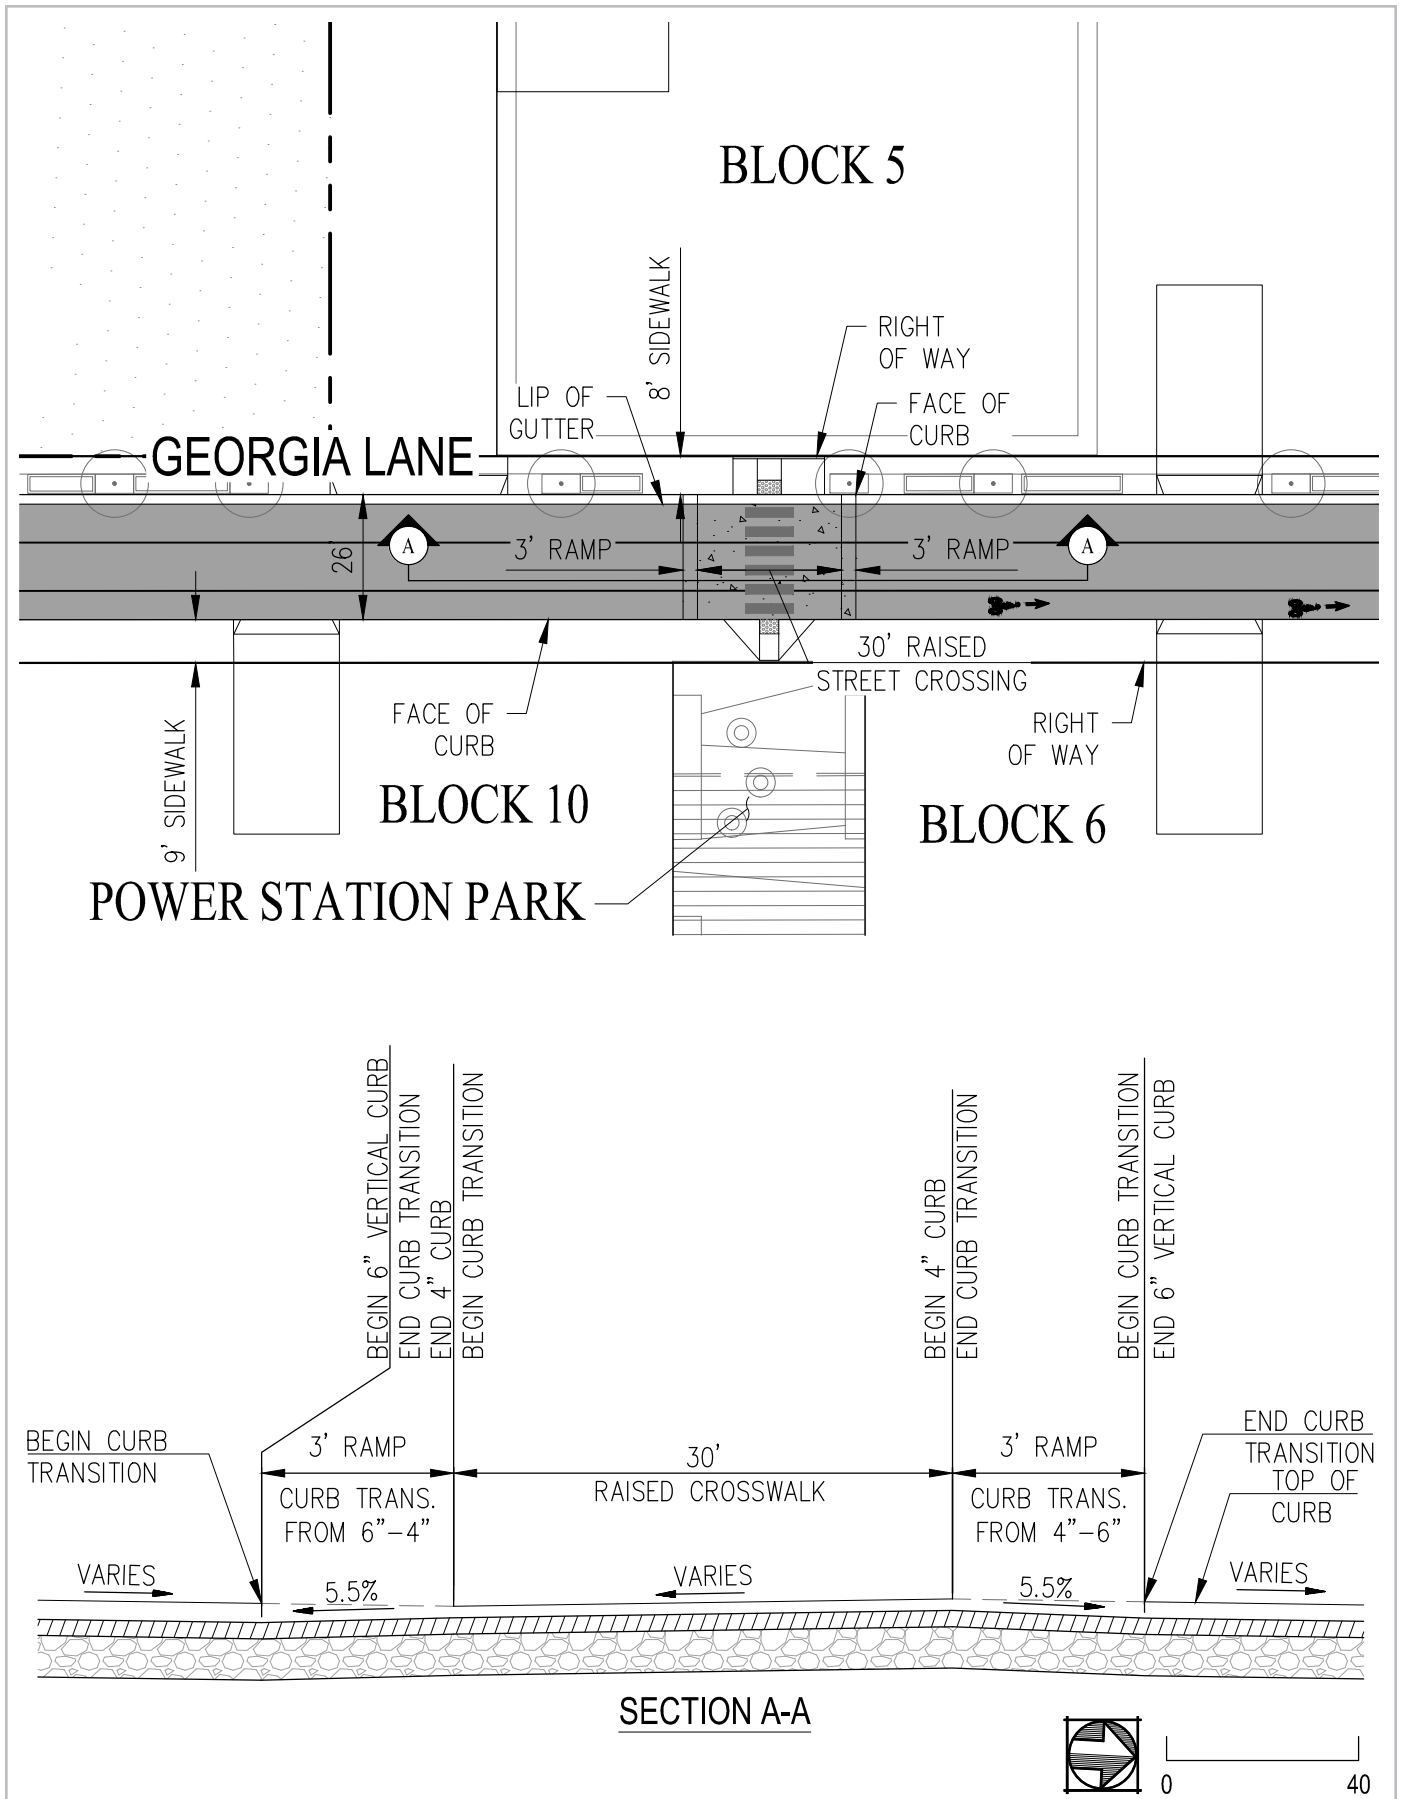 BLOCK 5
8' SIDEWALK
RIGHT
OF WAY
LIP OF
GUTTER
FACE OF
CURB
GEORGIA LANE
26'
A
3' RAMP
3' RAMP
A
30' RAISED
STREET CROSSING
FACE OF
CURB
RIGHT
OF WAY
9' SIDEWALK
BLOCK 10
BLOCK 6
POWER STATION PARK
BEGIN 6" VERTICAL CURB
END CURB TRANSITION
END 4" CURB
BEGIN CURB TRANSITION
BEGIN 4" CURB
END CURB TRANSITION
BEGIN CURB TRANSITION
END 6" VERTICAL CURB
BEGIN CURB
TRANSITION
3' RAMP
CURB TRANS.
FROM 6"-4"
30'
RAISED CROSSWALK
3' RAMP
CURB TRANS.
FROM 4"-6"
END CURB
TRANSITION
TOP OF
CURB
VARIES
5.5%
VARIES
5.5%
VARIES
SECTION A-A
0
40